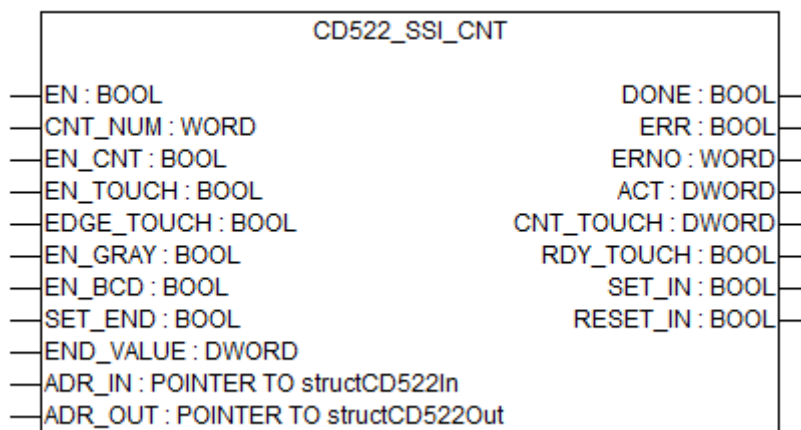 CD522_SSI_CNT
EN : BOOL DONE : BOOL
CNT_NUM : WORD ERR : BOOL
EN_CNT : BOOL ERNO : WORD
EN_TOUCH : BOOL ACT : DWORD
EDGE_TOUCH : BOOL CNT_TOUCH : DWORD
EN_GRAY : BOOL RDY_TOUCH : BOOL
EN_BCD : BOOL SET_IN : BOOL
SET_END : BOOL RESET_IN : BOOL
END_VALUE : DWORD
ADR_IN : POINTER TO structCD522In
ADR_OUT : POINTER TO structCD522Out